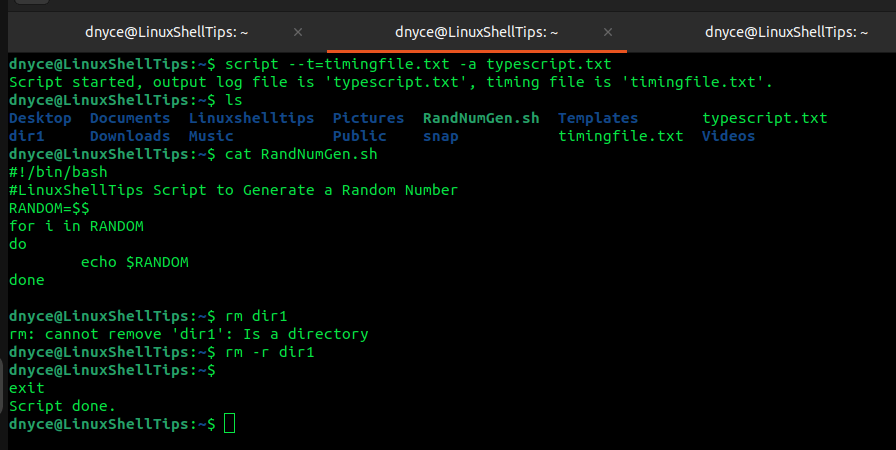 dnyce@LinuxShellTips: ~ × dnyce@LinuxShellTips: ~ × dnyce@LinuxShellTips: ~
dnyce@LinuxShellTips:~$ script --t=timingfile.txt -a typescript.txt
Script started, output log file is 'typescript.txt', timing file is 'timingfile.txt'.
dnyce@LinuxShellTips:~$ ls
Desktop  Documents  Linuxshelltips  Pictures  RandNumGen.sh  Templates       typescript.txt
dir1     Downloads  Music           Public    snap           timingfile.txt  Videos
dnyce@LinuxShellTips:~$ cat RandNumGen.sh
#!/bin/bash
#LinuxShellTips Script to Generate a Random Number
RANDOM=$$
for i in RANDOM
do
        echo $RANDOM
done
dnyce@LinuxShellTips:~$ rm dir1
rm: cannot remove 'dir1': Is a directory
dnyce@LinuxShellTips:~$ rm -r dir1
dnyce@LinuxShellTips:~$
exit
Script done.
dnyce@LinuxShellTips:~$